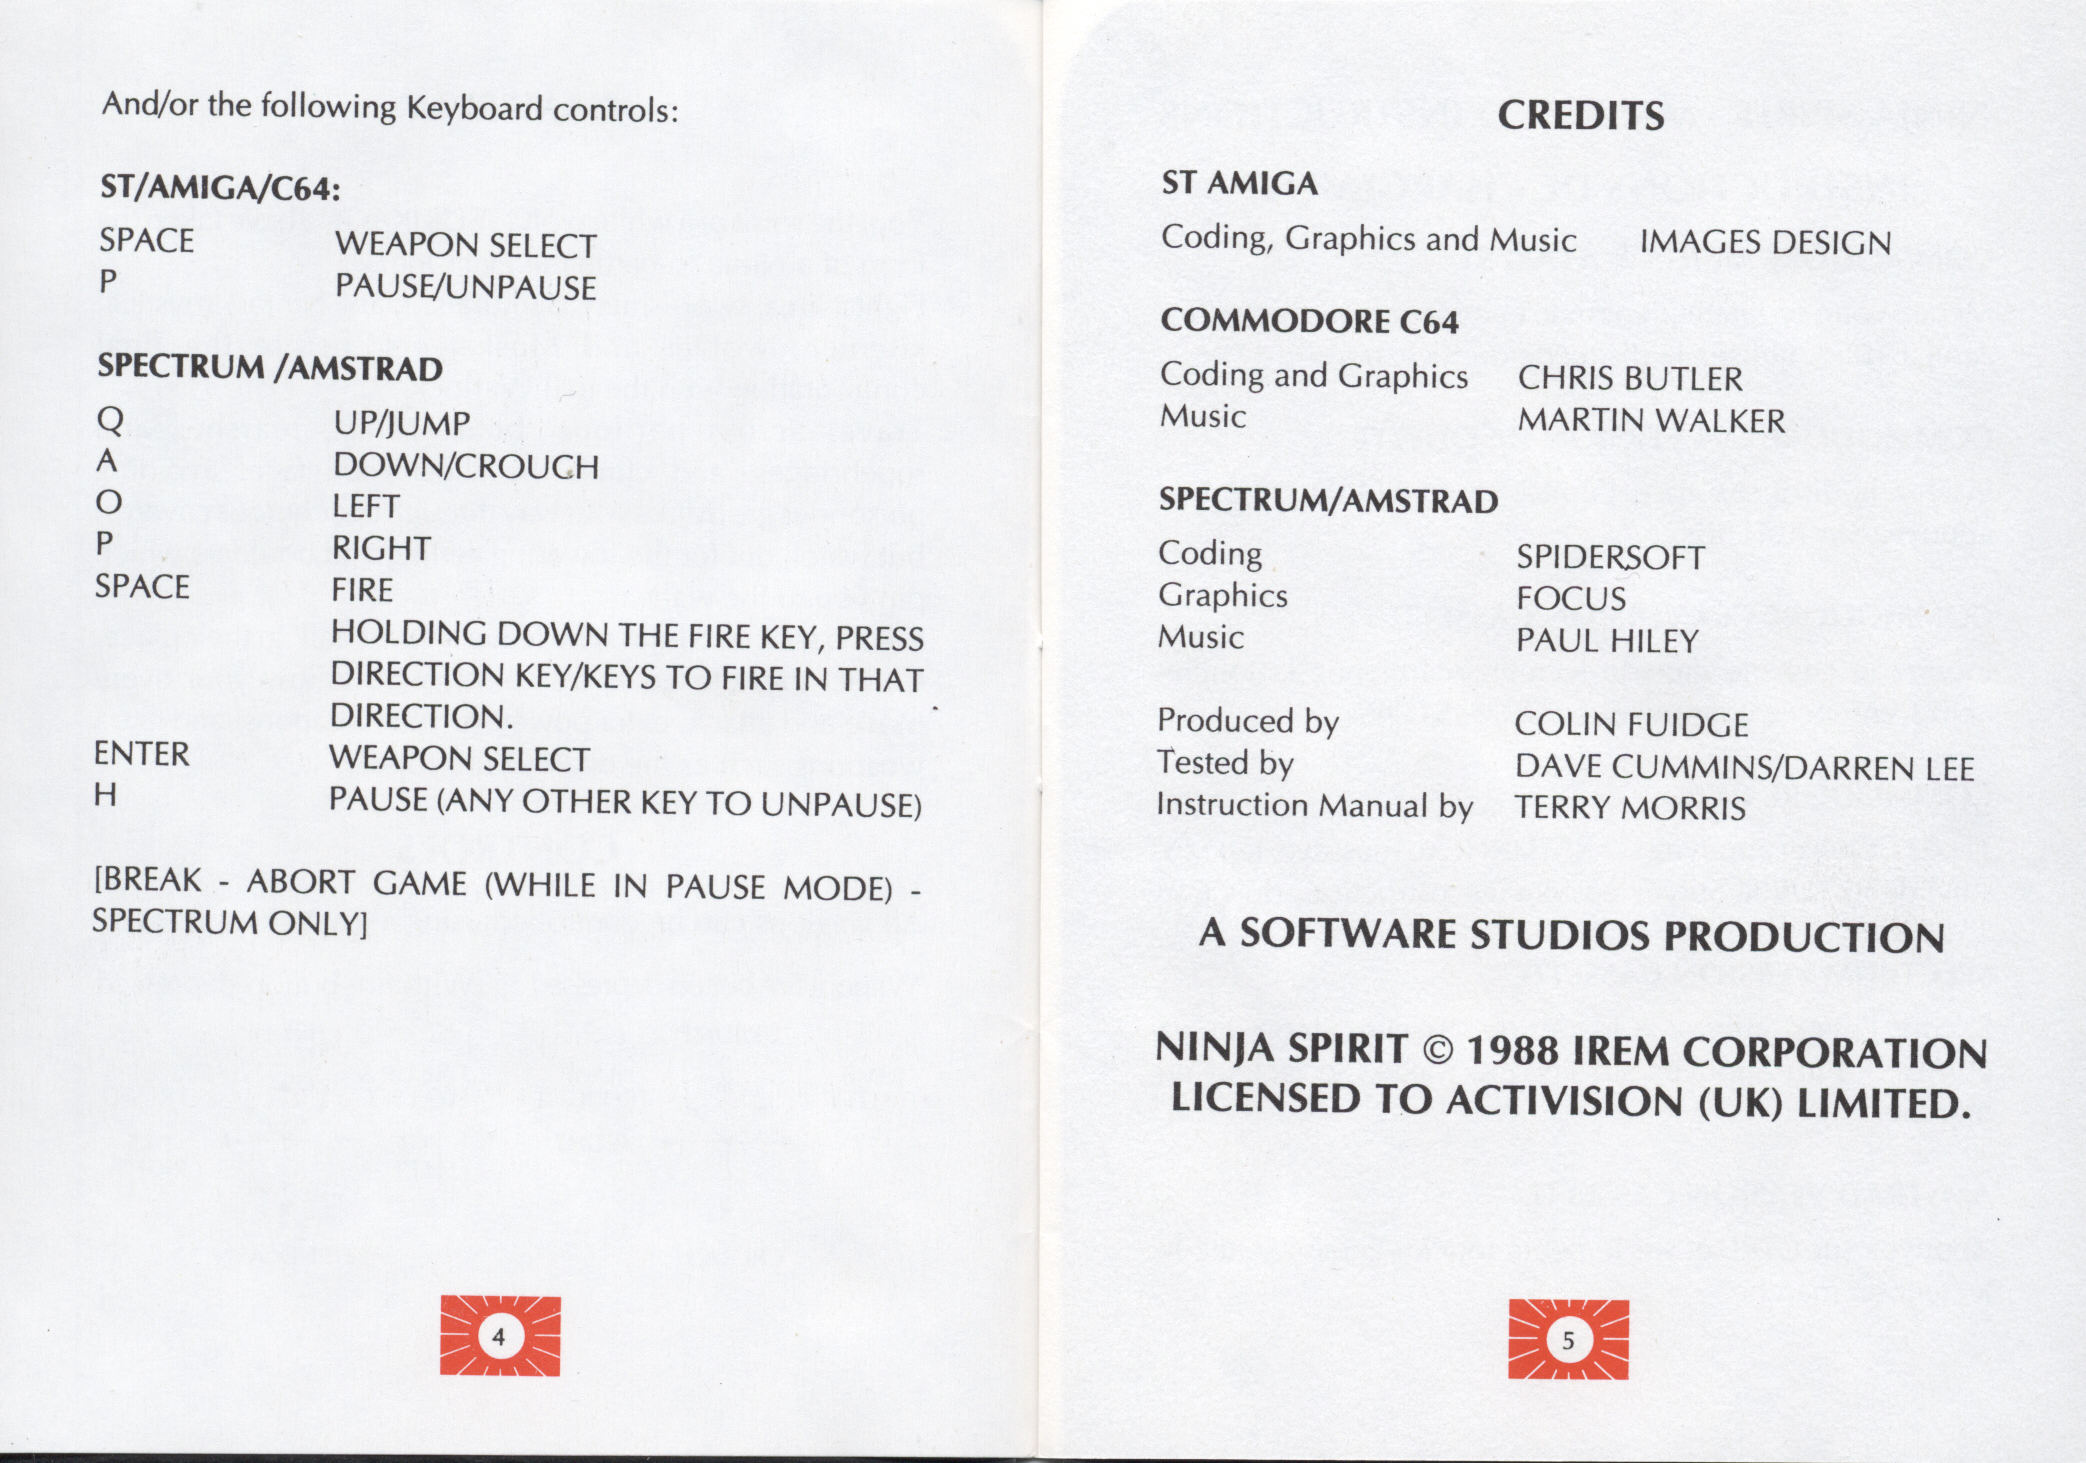 And/or the following Keyboard controls:
ST/AMIGA/C64:
SPACE WEAPON SELECT
P PAUSE/UNPAUSE
SPECTRUM /AMSTRAD
Q UP/JUMP
A DOWN/CROUCH
O LEFT
P RIGHT
SPACE FIRE
HOLDING DOWN THE FIRE KEY, PRESS
DIRECTION KEY/KEYS TO FIRE IN THAT
DIRECTION.
ENTER WEAPON SELECT
H PAUSE (ANY OTHER KEY TO UNPAUSE)
[BREAK - ABORT GAME (WHILE IN PAUSE MODE) -
SPECTRUM ONLY]
4
CREDITS
ST AMIGA
Coding, Graphics and Music IMAGES DESIGN
COMMODORE C64
Coding and Graphics CHRIS BUTLER
Music MARTIN WALKER
SPECTRUM/AMSTRAD
Coding SPIDERSOFT
Graphics FOCUS
Music PAUL HILEY
Produced by COLIN FUIDGE
Tested by DAVE CUMMINS/DARREN LEE
Instruction Manual by TERRY MORRIS
A SOFTWARE STUDIOS PRODUCTION
NINJA SPIRIT © 1988 IREM CORPORATION
LICENSED TO ACTIVISION (UK) LIMITED.
5